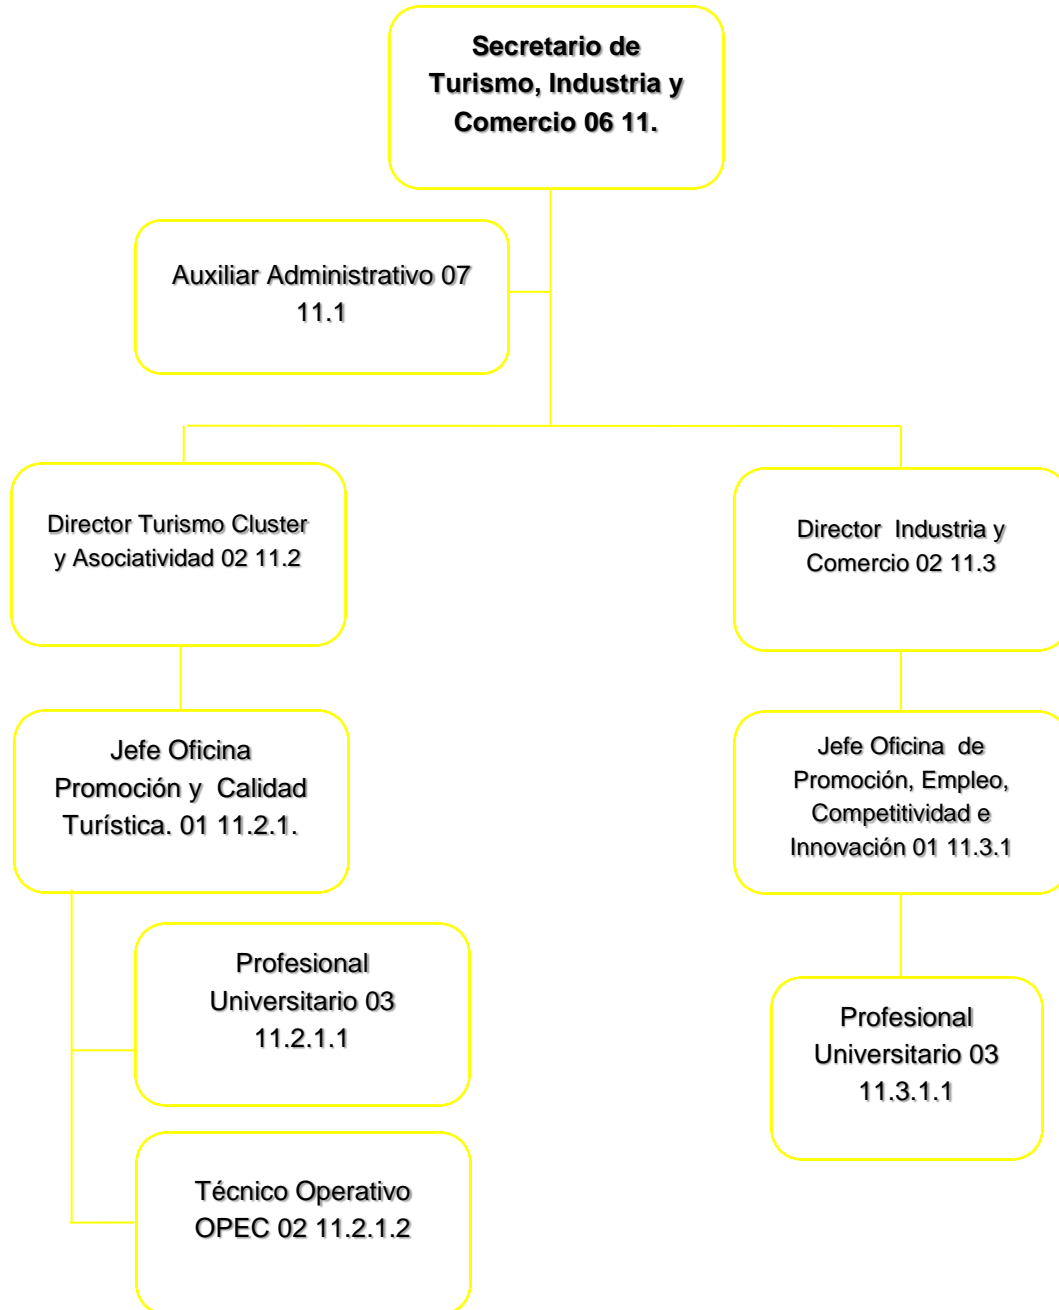 Secretario de
Turismo, Industria y
Comercio 06 11.
Auxiliar Administrativo 07
11.1
Director Turismo Cluster
y Asociatividad 02 11.2
Director  Industria y
Comercio 02 11.3
Jefe Oficina
Promoción y  Calidad
Turística. 01 11.2.1.
Jefe Oficina  de
Promoción, Empleo,
Competitividad e
Innovación 01 11.3.1
Profesional
Universitario 03
11.2.1.1
Profesional
Universitario 03
11.3.1.1
Técnico Operativo
OPEC 02 11.2.1.2